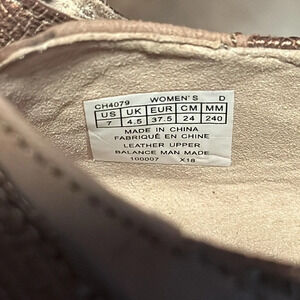 CH4079 WOMEN'S D
US UK EUR CM MM
7 4.5 37.5 24 240
MADE IN CHINA
FABRIQUÉ EN CHINE
LEATHER UPPER
BALANCE MAN MADE
100007 X18